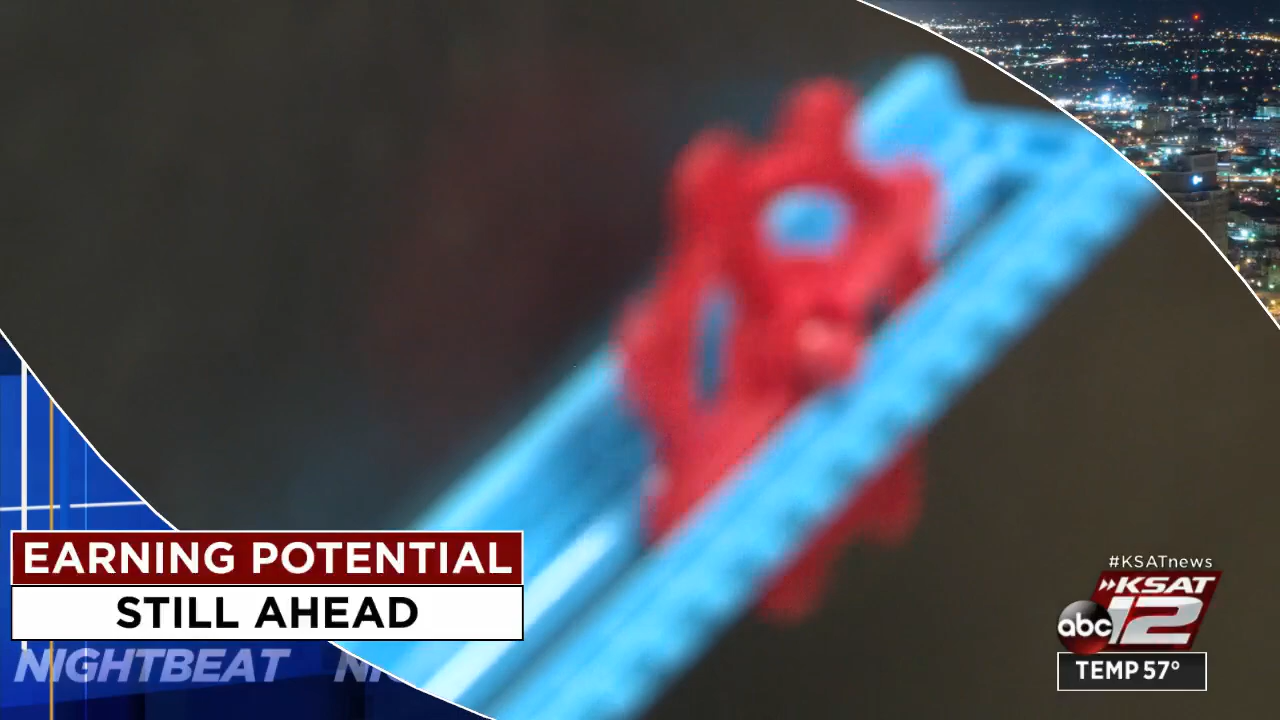 EARNING POTENTIAL
STILL AHEAD
NIGHTBEAT
#KSATnews
KSAT
12
abc
TEMP 57°